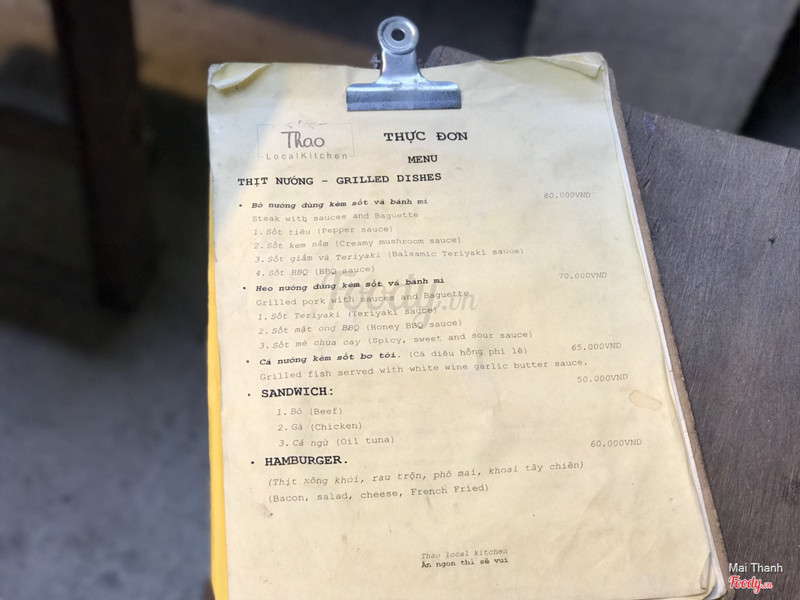 Thao
LocalKitchen
THỰC ĐƠN
MENU
THỊT NƯỚNG - GRILLED DISHES
• Bò nướng dùng kèm sốt và bánh mì 80.000VND
Steak with sauces and Baguette
1. Sốt tiêu (Pepper sauce)
2. Sốt kem nấm (Creamy mushroom sauce)
3. Sốt giấm và Teriyaki (Balsamic Teriyaki sauce)
4. Sốt BBQ (BBQ sauce)
• Heo nướng dùng kèm sốt và bánh mì 70.000VND
Grilled pork with sauces and Baguette
1. Sốt Teriyaki (Teriyaki sauce)
2. Sốt mật ong BBQ (Honey BBQ sauce)
3. Sốt mè chua cay (Spicy, sweet and sour sauce)
• Cá nướng kèm sốt bơ tỏi. (Cá diêu hồng phi lê) 65.000VND
Grilled fish served with white wine garlic butter sauce.
• SANDWICH: 50.000VND
1. Bò (Beef)
2. Gà (Chicken)
3. Cá ngừ (Oil tuna)
• HAMBURGER. 60.000VND
(Thịt xông khói, rau trộn, phô mai, khoai tây chiên)
(Bacon, salad, cheese, French Fried)
Thao local kitchen
Ăn ngon thì sẽ vui
Foody.vn
Mai Thanh
Foody.vn